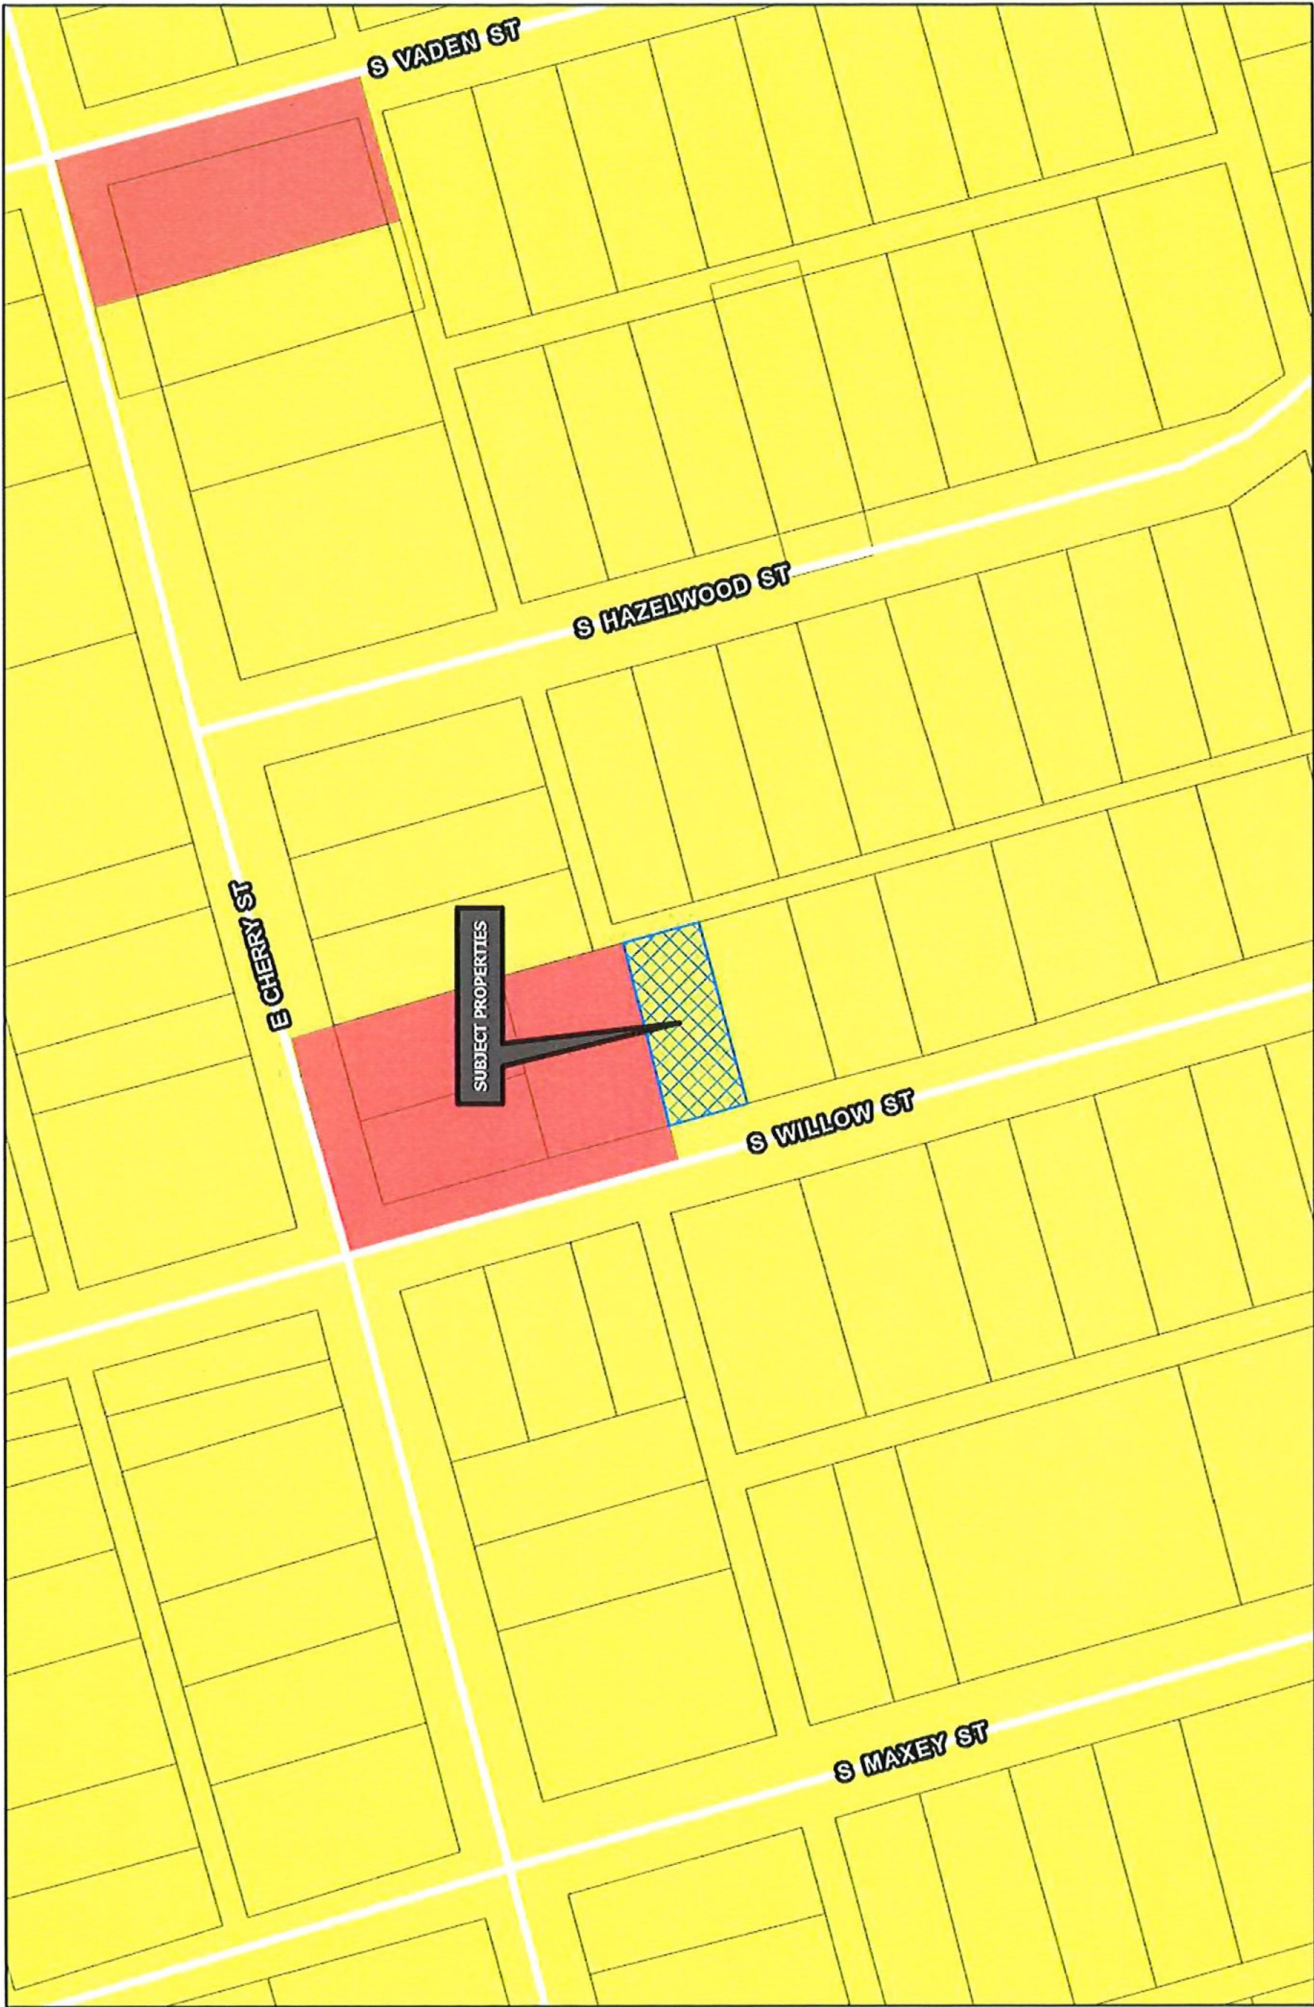 S VADEN ST
S HAZELWOOD ST
E CHERRY ST
SUBJECT PROPERTIES
S WILLOW ST
S MAXEY ST